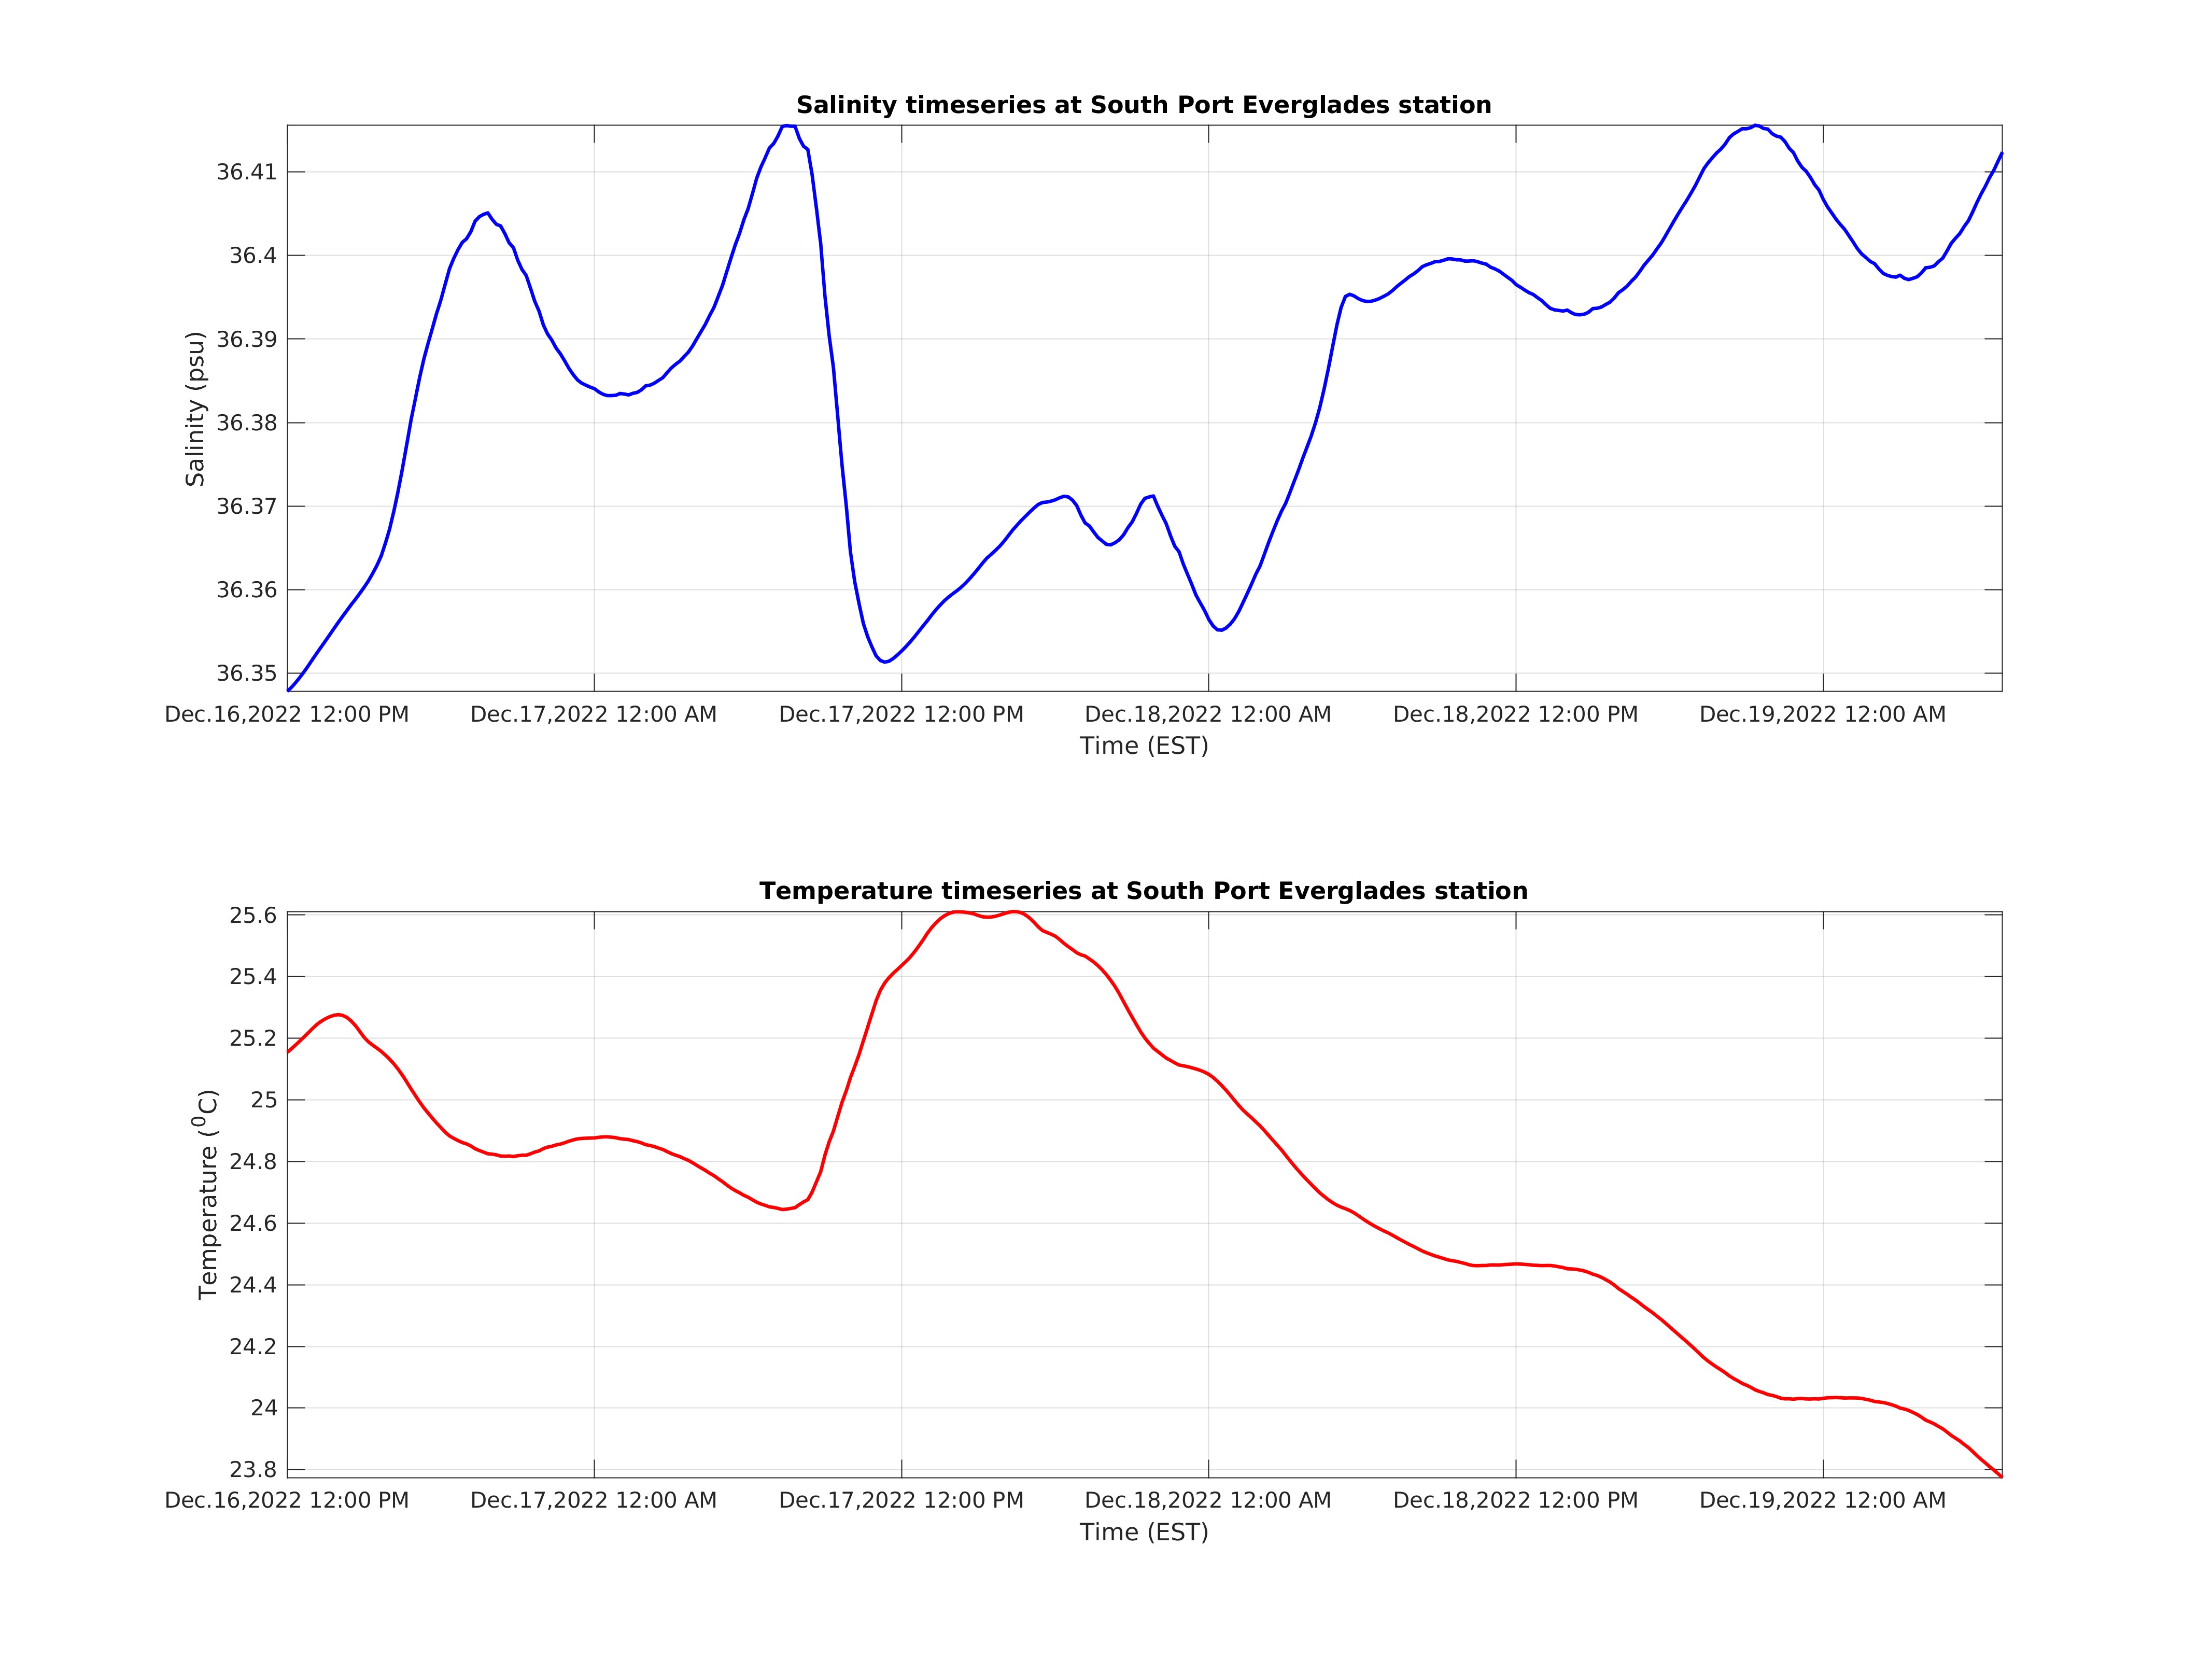 Salinity timeseries at South Port Everglades station
36.41
36.4
36.39
36.38
36.37
36.36
36.35
Salinity (psu)
Dec.16,2022 12:00 PM Dec.17,2022 12:00 AM Dec.17,2022 12:00 PM Dec.18,2022 12:00 AM Dec.18,2022 12:00 PM Dec.19,2022 12:00 AM
Time (EST)
Temperature timeseries at South Port Everglades station
25.6
25.4
25.2
25
24.8
24.6
24.4
24.2
24
23.8
Temperature (⁰C)
Dec.16,2022 12:00 PM Dec.17,2022 12:00 AM Dec.17,2022 12:00 PM Dec.18,2022 12:00 AM Dec.18,2022 12:00 PM Dec.19,2022 12:00 AM
Time (EST)